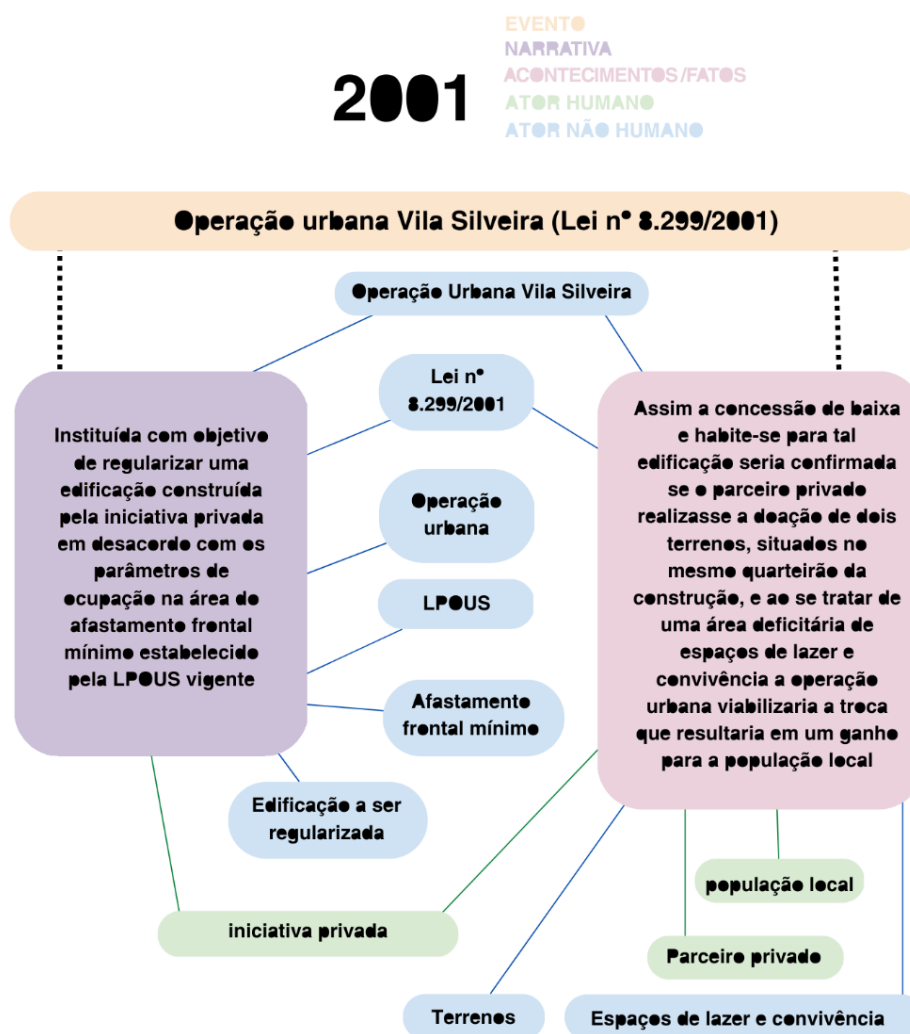 2001
EVENTO
NARRATIVA
ACONTECIMENTOS/FATOS
ATOR HUMANO
ATOR NÃO HUMANO
Operação urbana Vila Silveira (Lei nº 8.299/2001)
Operação Urbana Vila Silveira
Instituída com objetivo
de regularizar uma
edificação construída
pela iniciativa privada
em desacordo com os
parâmetros de
ocupação na área do
afastamento frontal
mínimo estabelecido
pela LPOUS vigente
Lei nº
8.299/2001
Operação
urbana
LPOUS
Afastamento
frontal mínimo
Edificação a ser
regularizada
Assim a concessão de baixa
e habite-se para tal
edificação seria confirmada
se o parceiro privado
realizasse a doação de dois
terrenos, situados no
mesmo quarteirão da
construção, e ao se tratar de
uma área deficitária de
espaços de lazer e
convivência a operação
urbana viabilizaria a troca
que resultaria em um ganho
para a população local
população local
iniciativa privada
Parceiro privado
Terrenos
Espaços de lazer e convivência